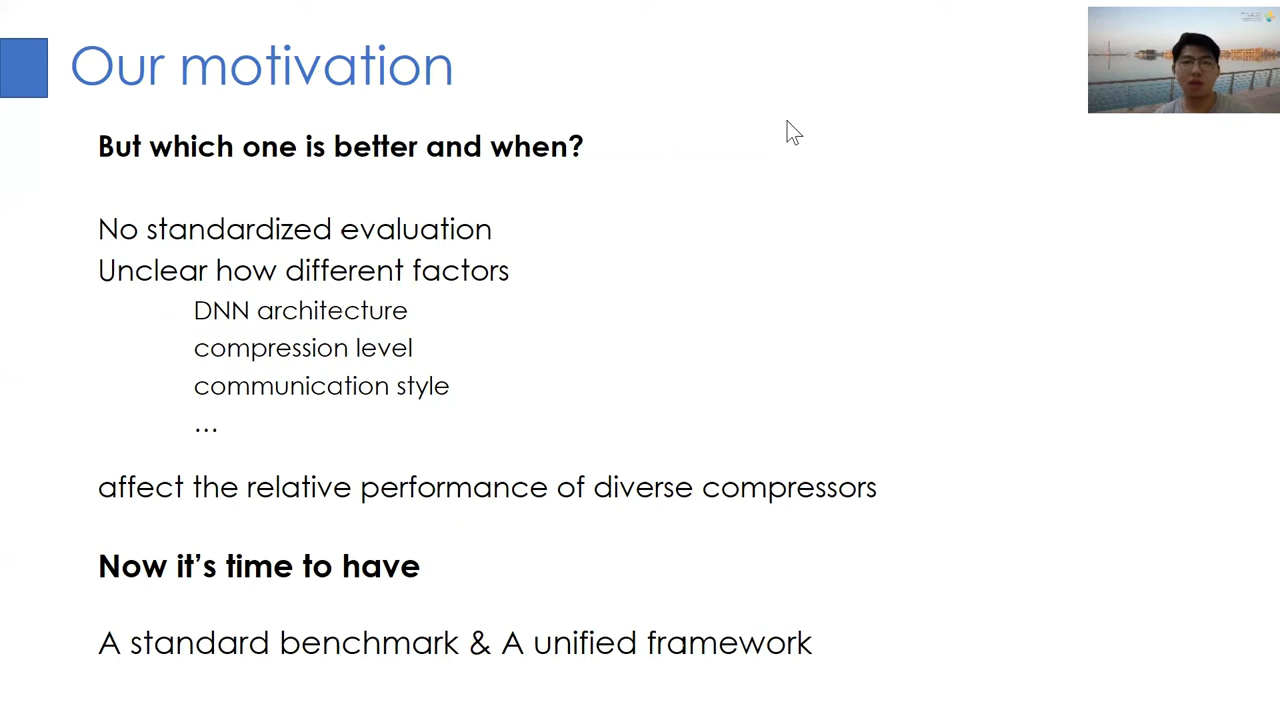 Our motivation
But which one is better and when?
No standardized evaluation
Unclear how different factors
DNN architecture
compression level
communication style
...
affect the relative performance of diverse compressors
Now it's time to have
A standard benchmark & A unified framework